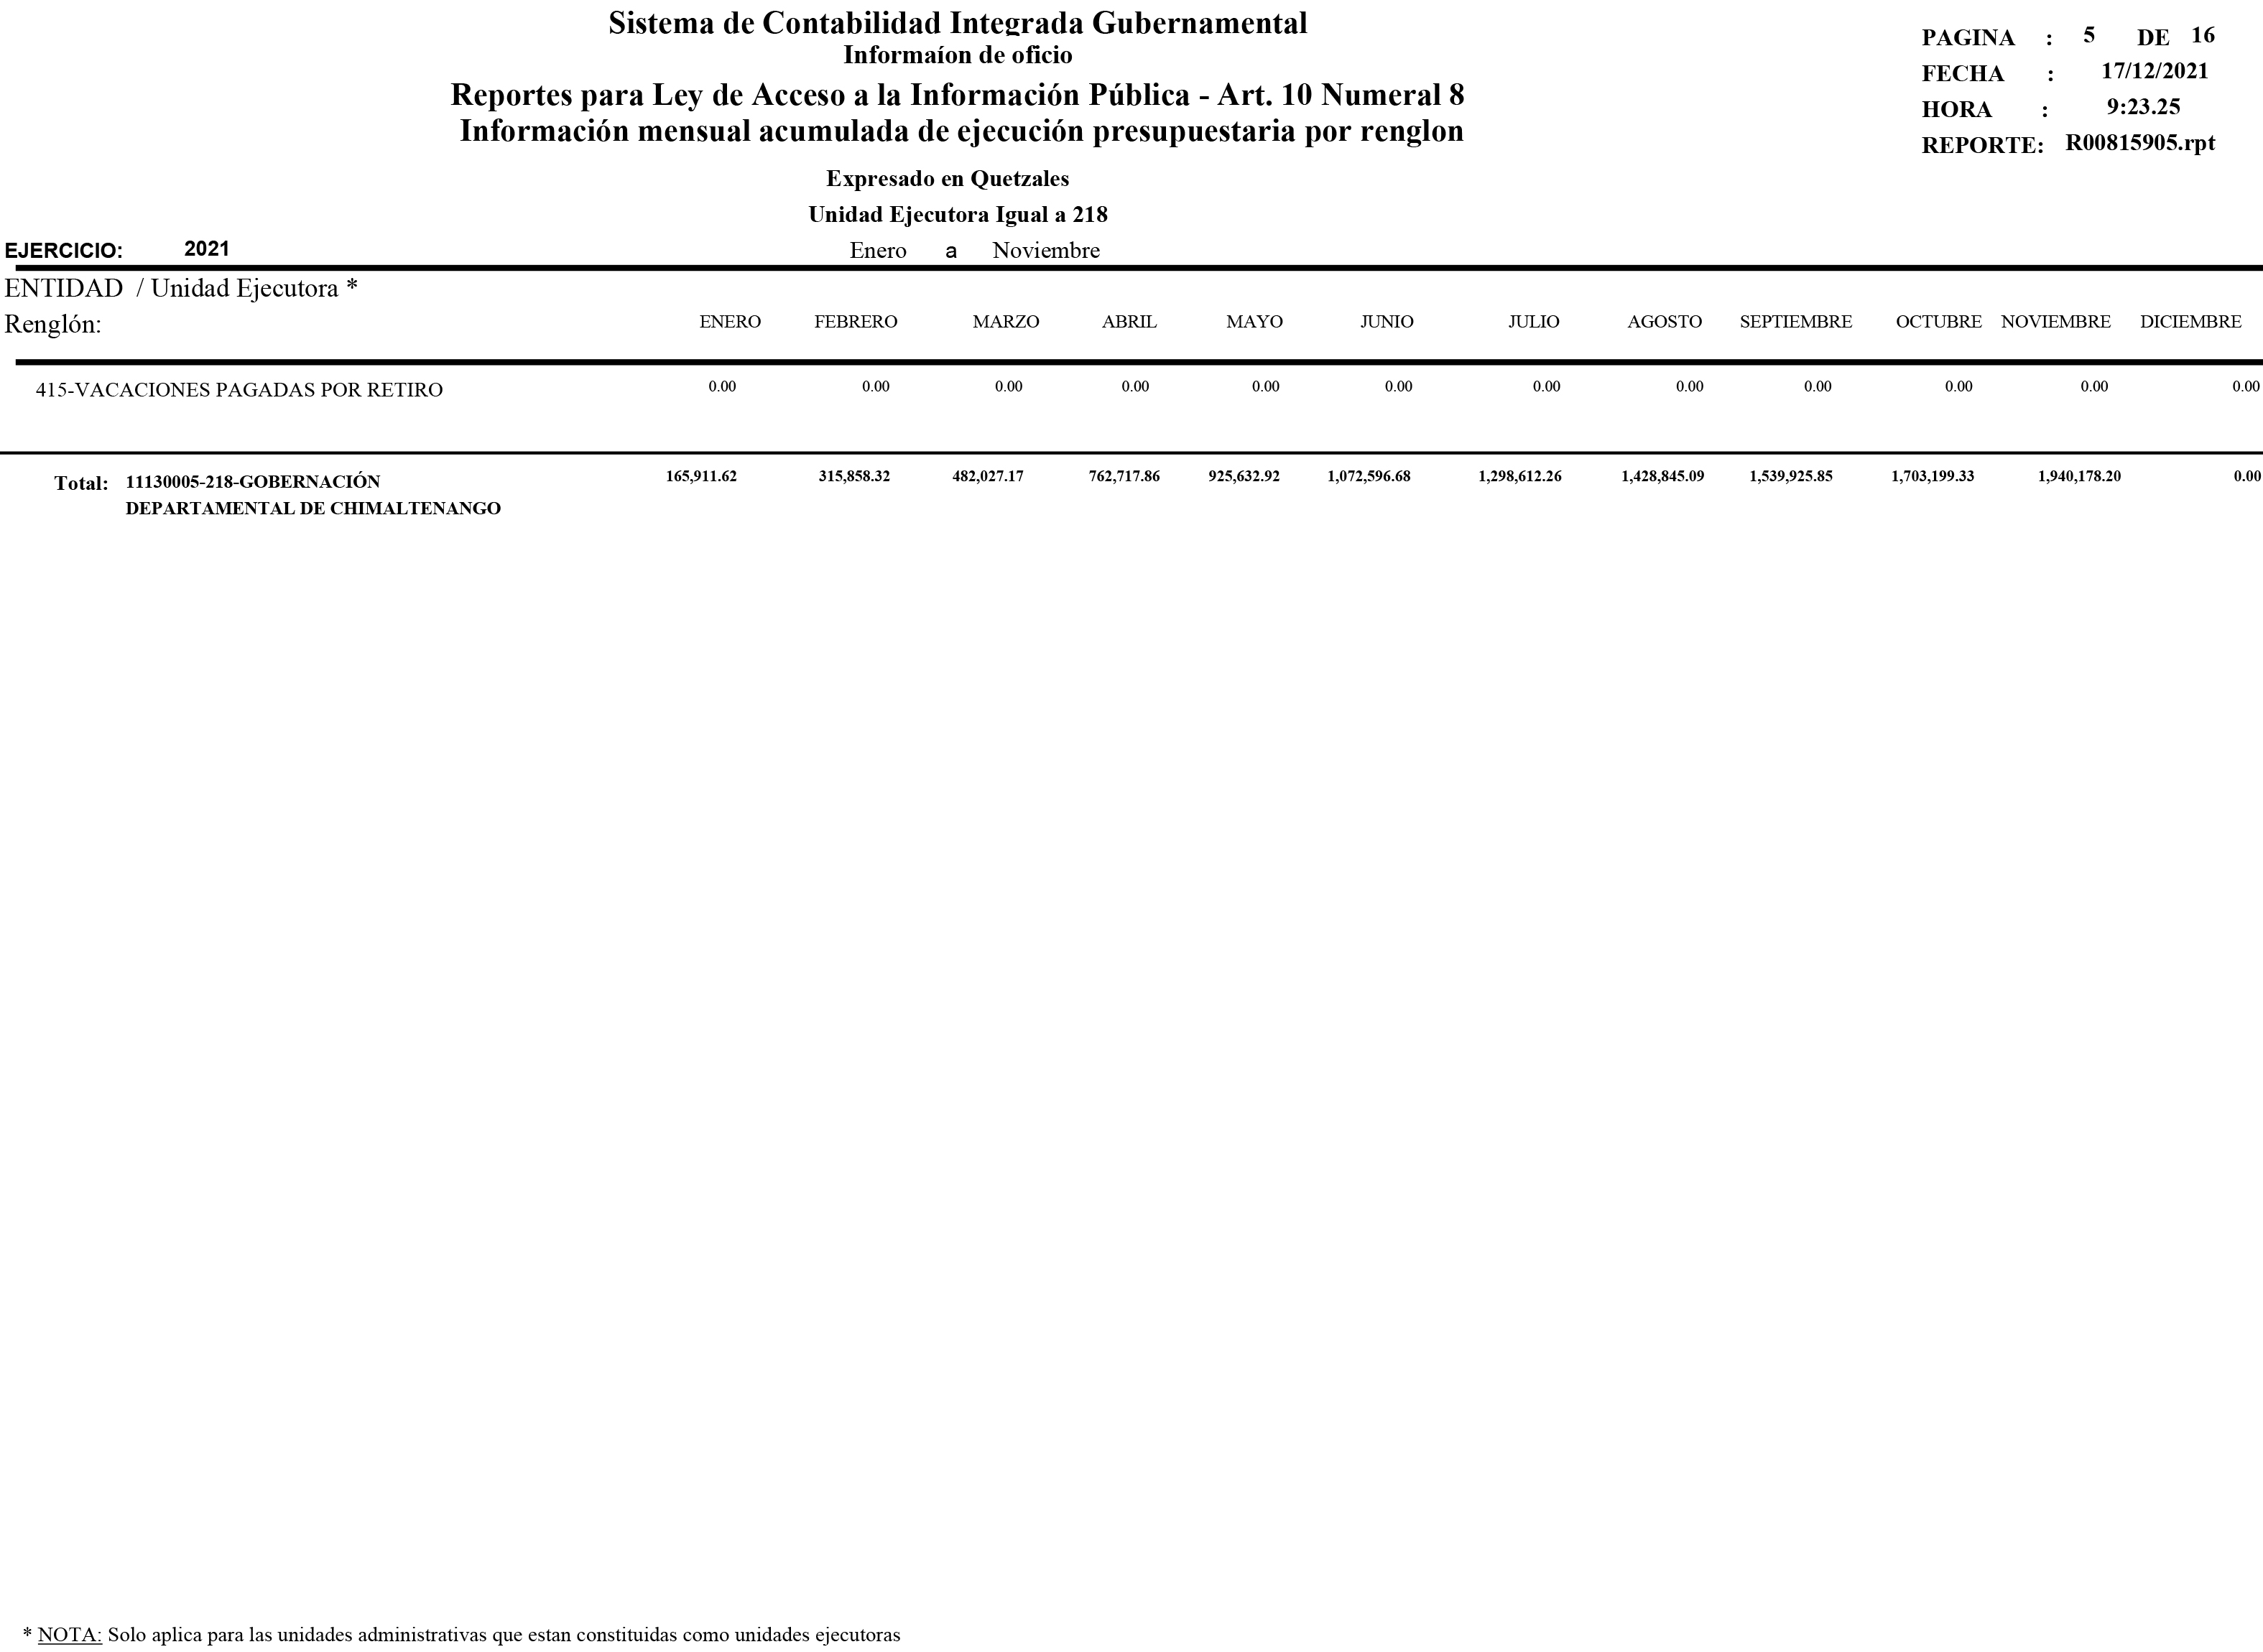 Sistema de Contabilidad Integrada Gubernamental
Informaíon de oficio
Reportes para Ley de Acceso a la Información Pública - Art. 10 Numeral 8
Información mensual acumulada de ejecución presupuestaria por renglon
Expresado en Quetzales
Unidad Ejecutora Igual a 218
PAGINA : 5 DE 16
FECHA : 17/12/2021
HORA : 9:23.25
REPORTE: R00815905.rpt
EJERCICIO: 2021 Enero a Noviembre
ENTIDAD / Unidad Ejecutora *
Renglón: ENERO FEBRERO MARZO ABRIL MAYO JUNIO JULIO AGOSTO SEPTIEMBRE OCTUBRE NOVIEMBRE DICIEMBRE
415-VACACIONES PAGADAS POR RETIRO 0.00 0.00 0.00 0.00 0.00 0.00 0.00 0.00 0.00 0.00 0.00 0.00
Total: 11130005-218-GOBERNACIÓN 165,911.62 315,858.32 482,027.17 762,717.86 925,632.92 1,072,596.68 1,298,612.26 1,428,845.09 1,539,925.85 1,703,199.33 1,940,178.20 0.00
DEPARTAMENTAL DE CHIMALTENANGO
* NOTA: Solo aplica para las unidades administrativas que estan constituidas como unidades ejecutoras